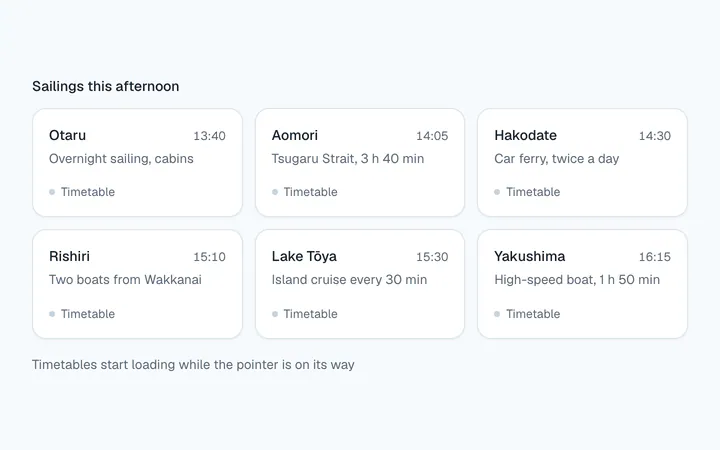 Sailings this afternoon
Otaru 13:40
Overnight sailing, cabins
Timetable
Aomori 14:05
Tsugaru Strait, 3 h 40 min
Timetable
Hakodate 14:30
Car ferry, twice a day
Timetable
Rishiri 15:10
Two boats from Wakkanai
Timetable
Lake Tōya 15:30
Island cruise every 30 min
Timetable
Yakushima 16:15
High-speed boat, 1 h 50 min
Timetable
Timetables start loading while the pointer is on its way